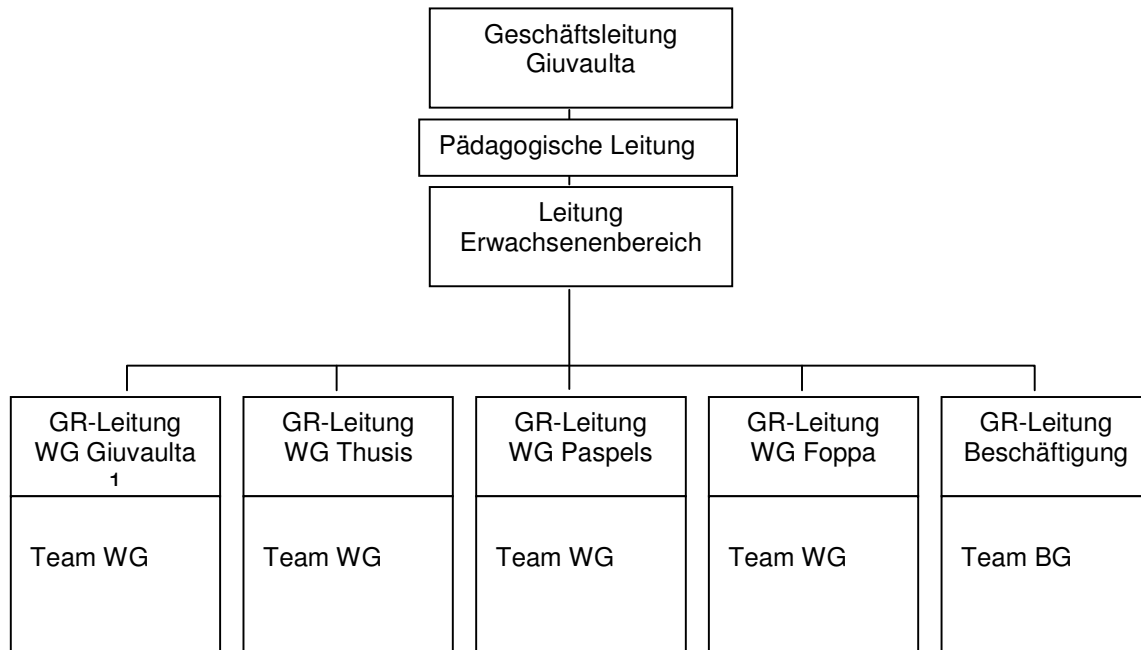 Geschäftsleitung
Giuvaulta
Pädagogische Leitung
Leitung
Erwachsenenbereich
GR-Leitung
WG Giuvaulta
1
GR-Leitung
WG Thusis
GR-Leitung
WG Paspels
GR-Leitung
WG Foppa
GR-Leitung
Beschäftigung
Team WG
Team WG
Team WG
Team WG
Team BG